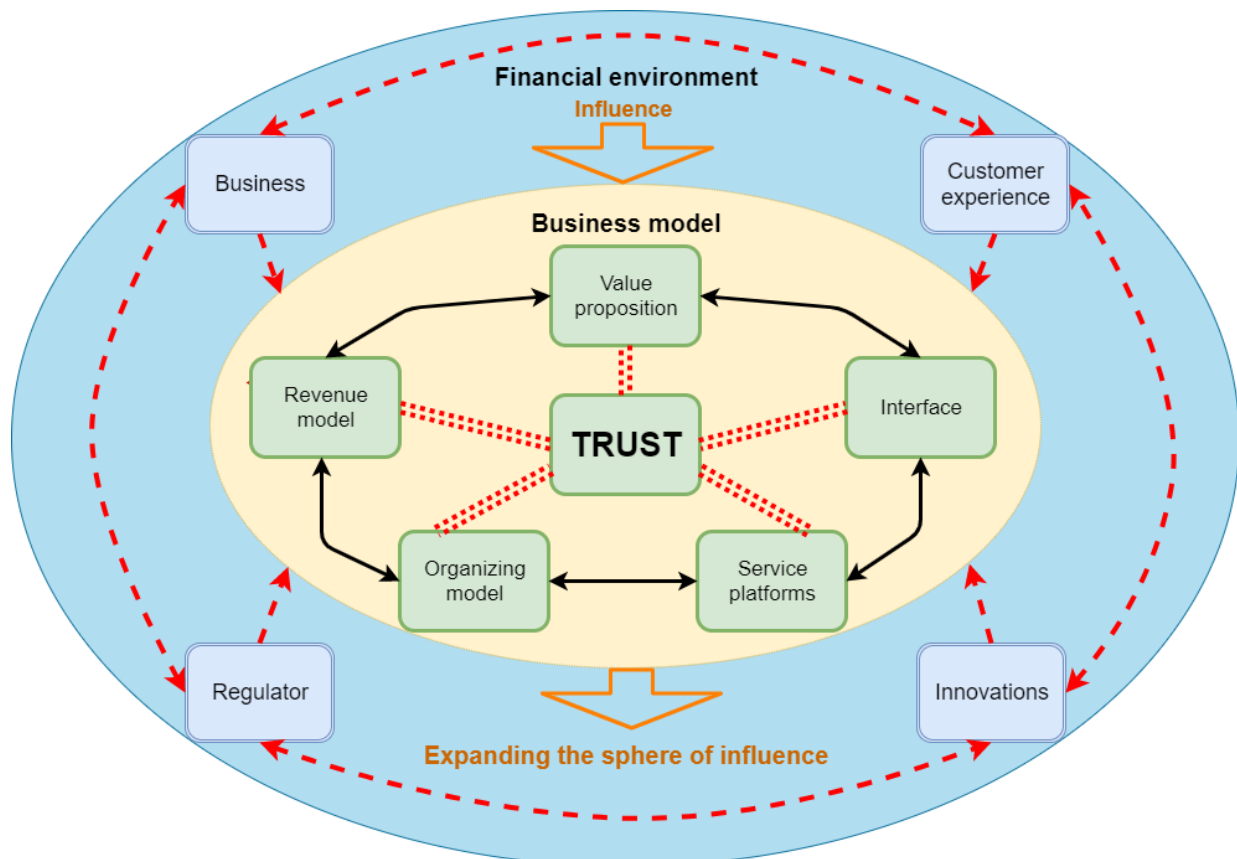 Financial environment
Influence
Business
Customer
experience
Business model
Value
proposition
Revenue
model
TRUST
Interface
Organizing
model
Service
platforms
Regulator
Innovations
Expanding the sphere of influence